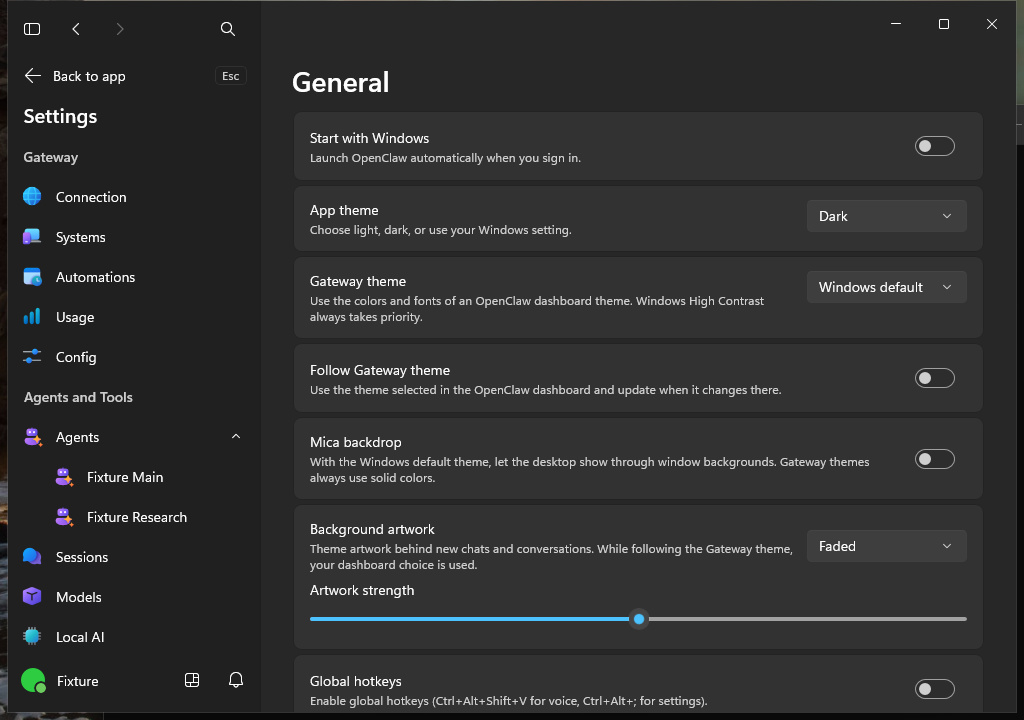 Back to app
Esc
Settings
Gateway
Connection
Systems
Automations
Usage
Config
Agents and Tools
Agents
Fixture Main
Fixture Research
Sessions
Models
Local AI
Fixture
General
Start with Windows
Launch OpenClaw automatically when you sign in.
App theme
Choose light, dark, or use your Windows setting.
Dark
Gateway theme
Use the colors and fonts of an OpenClaw dashboard theme. Windows High Contrast
always takes priority.
Windows default
Follow Gateway theme
Use the theme selected in the OpenClaw dashboard and update when it changes there.
Mica backdrop
With the Windows default theme, let the desktop show through window backgrounds. Gateway themes
always use solid colors.
Background artwork
Theme artwork behind new chats and conversations. While following the Gateway theme,
your dashboard choice is used.
Faded
Artwork strength
Global hotkeys
Enable global hotkeys (Ctrl+Alt+Shift+V for voice, Ctrl+Alt+; for settings).